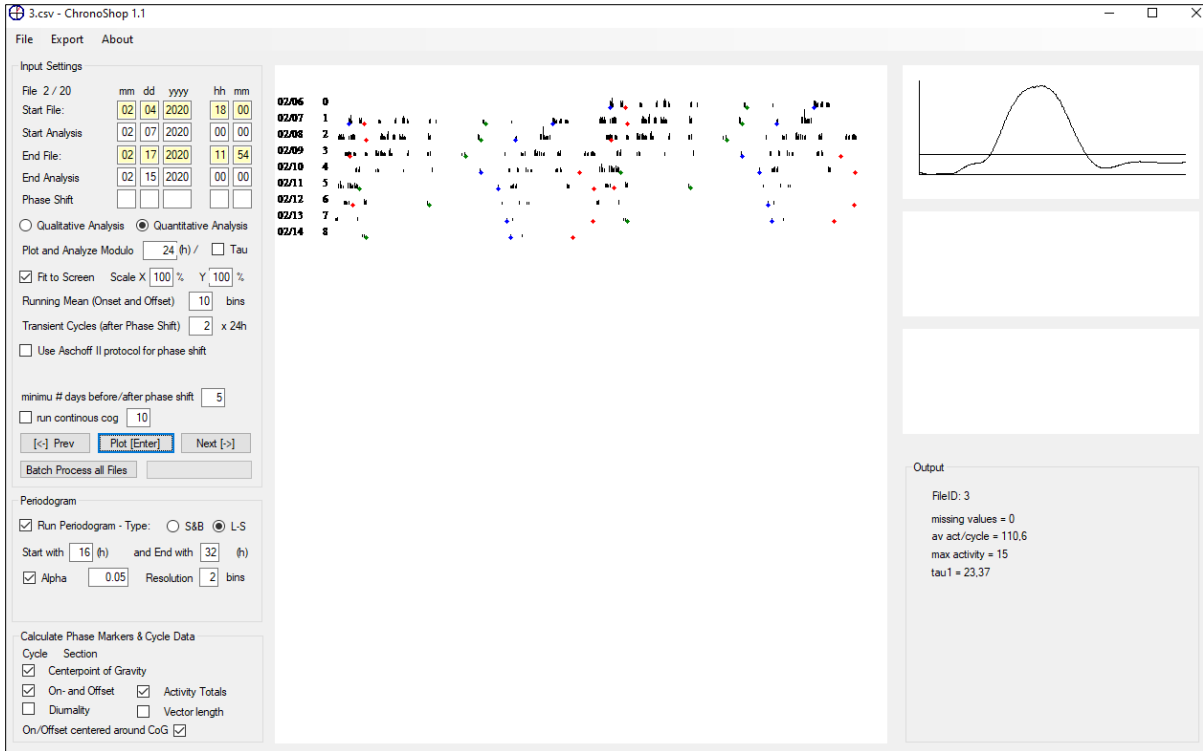 3.csv - ChronoShop 1.1
File Export About
Input Settings
File 2 / 20 mm dd yyyy hh mm
Start File: 02 04 2020 18 00
Start Analysis 02 07 2020 00 00
End File: 02 17 2020 11 54
End Analysis 02 15 2020 00 00
Phase Shift
Qualitative Analysis Quantitative Analysis
Plot and Analyze Modulo 24 (h) / Tau
Fit to Screen Scale X 100 % Y 100 %
Running Mean (Onset and Offset) 10 bins
Transient Cycles (after Phase Shift) 2 x 24h
Use Aschoff II protocol for phase shift
minimu # days before/after phase shift 5
run continous cog 10
[<-] Prev Plot [Enter] Next [->]
Batch Process all Files
Periodogram
Run Periodogram - Type: S&B L-S
Start with 16 (h) and End with 32 (h)
Alpha 0.05 Resolution 2 bins
Calculate Phase Markers & Cycle Data
Cycle Section
Centerpoint of Gravity
On- and Offset Activity Totals
Diurnality Vector length
On/Offset centered around CoG
02/06 0
02/07 1
02/08 2
02/09 3
02/10 4
02/11 5
02/12 6
02/13 7
02/14 8
Output
FileID: 3
missing values = 0
av act/cycle = 110,6
max activity = 15
tau1 = 23,37